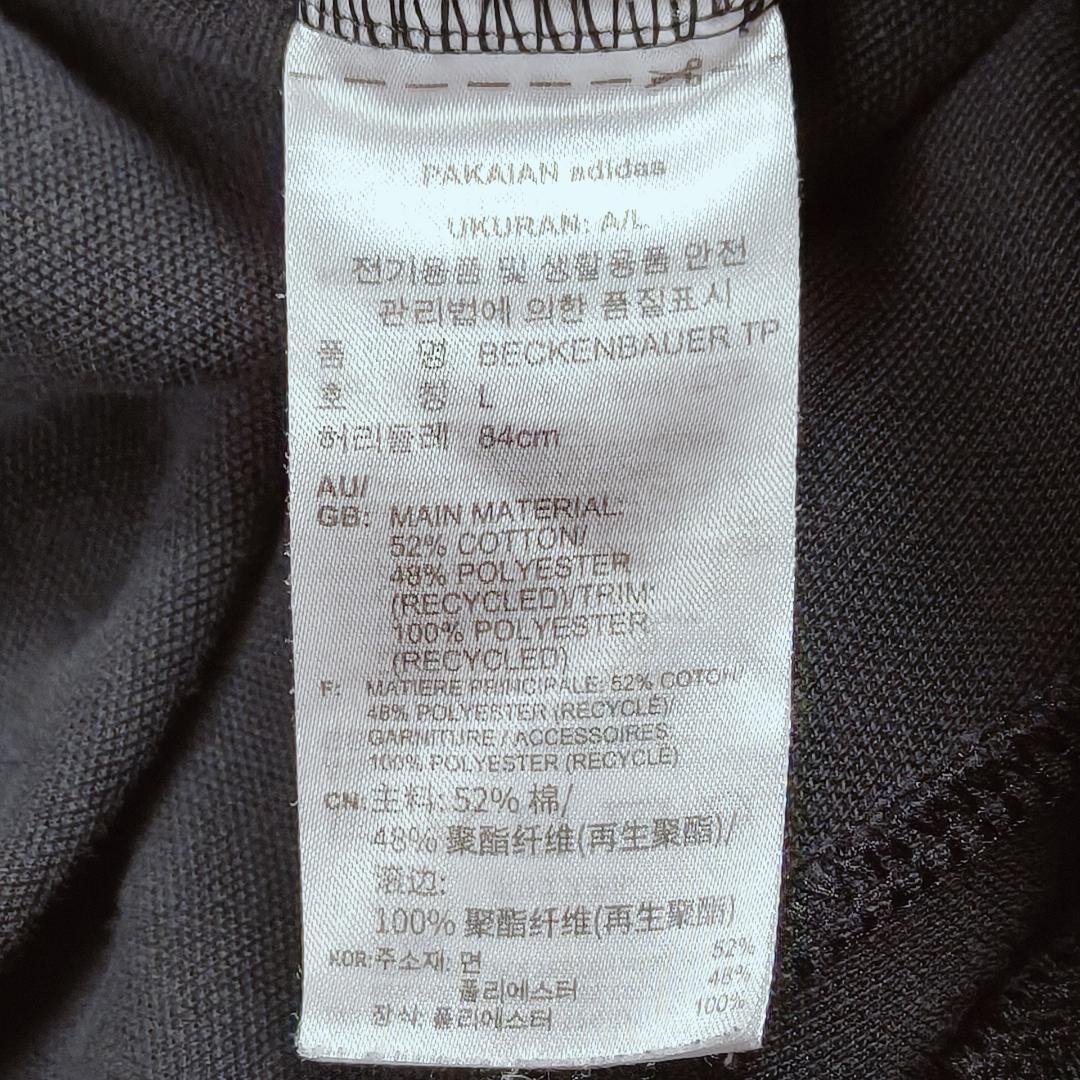 PAKAIAN adidas
UKURAN: A/L
전기용품 및 생활용품 안전
관리법에 의한 품질표시
품 명 BECKENBAUER TP
호 칭 L
허리둘레 84cm
AU/
GB: MAIN MATERIAL:
52% COTTON/
48% POLYESTER
(RECYCLED)/TRIM:
100% POLYESTER
(RECYCLED)
F: MATIERE PRINCIPALE: 52% COTON/
48% POLYESTER (RECYCLE)/
GARNITURE / ACCESSOIRES:
100% POLYESTER (RECYCLE)
CN: 主料: 52% 棉/
48% 聚酯纤维(再生聚酯)/
滚边:
100% 聚酯纤维(再生聚酯)
KOR: 주소재: 면 52%
폴리에스터 48%
장식: 폴리에스터 100%